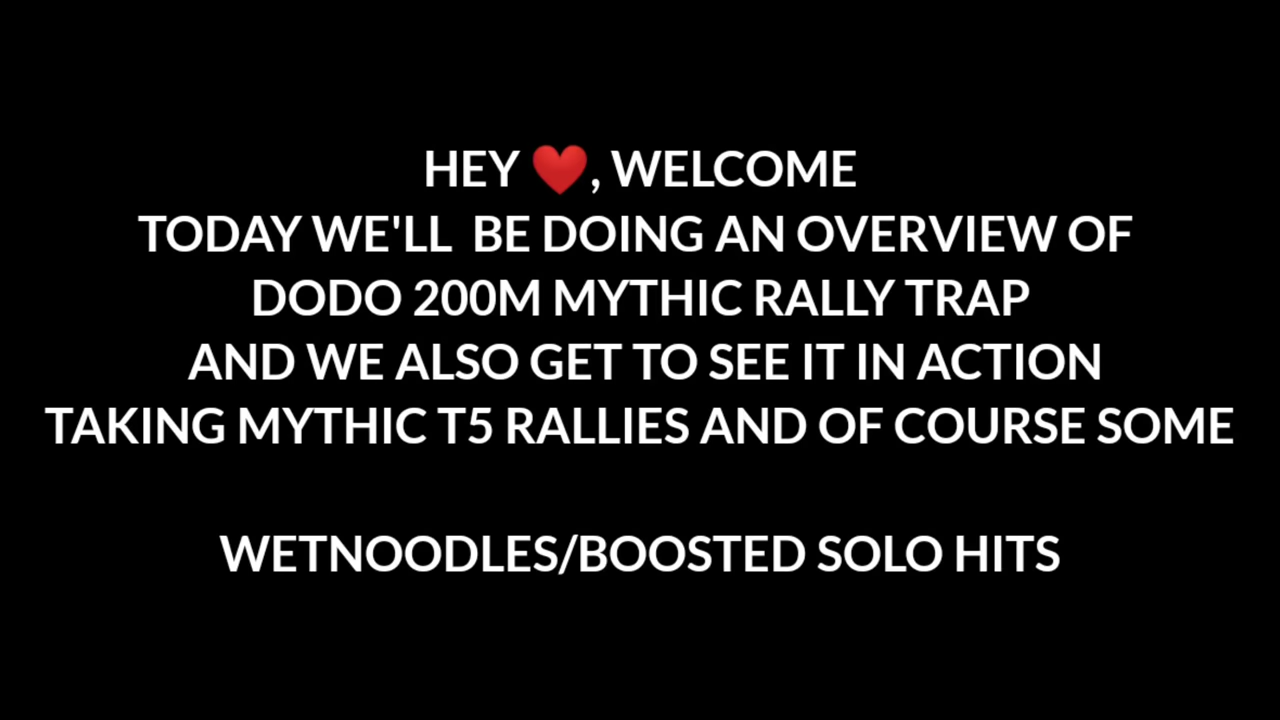 HEY ❤️, WELCOME
TODAY WE'LL  BE DOING AN OVERVIEW OF
DODO 200M MYTHIC RALLY TRAP
AND WE ALSO GET TO SEE IT IN ACTION
TAKING MYTHIC T5 RALLIES AND OF COURSE SOME
WETNOODLES/BOOSTED SOLO HITS